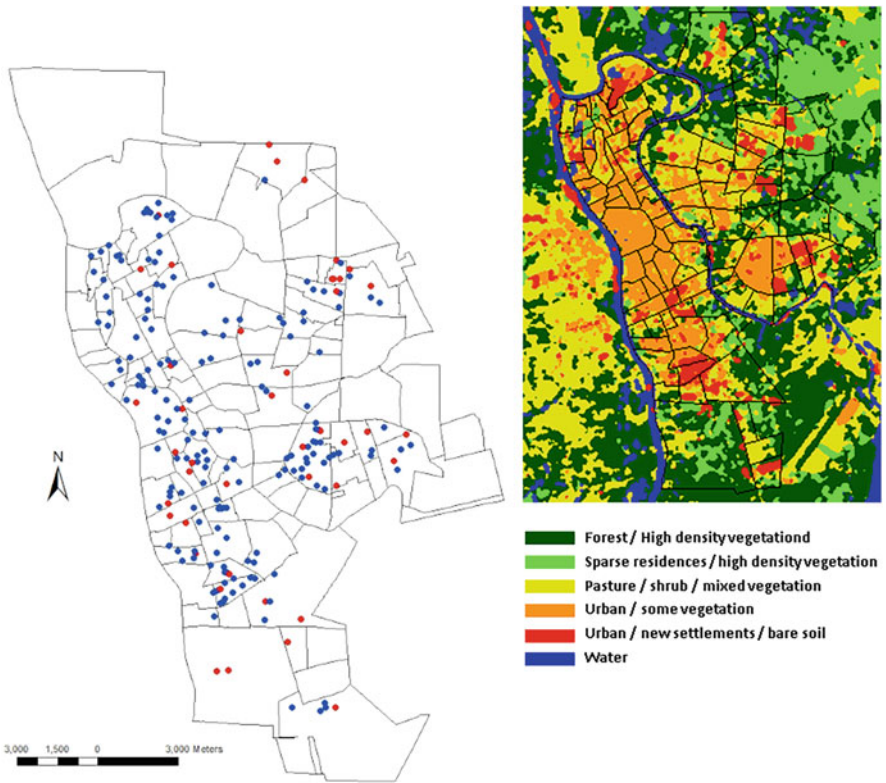 N
3,000 1,500 0 3,000 Meters
Forest / High density vegetationd
Sparse residences / high density vegetation
Pasture / shrub / mixed vegetation
Urban / some vegetation
Urban / new settlements / bare soil
Water